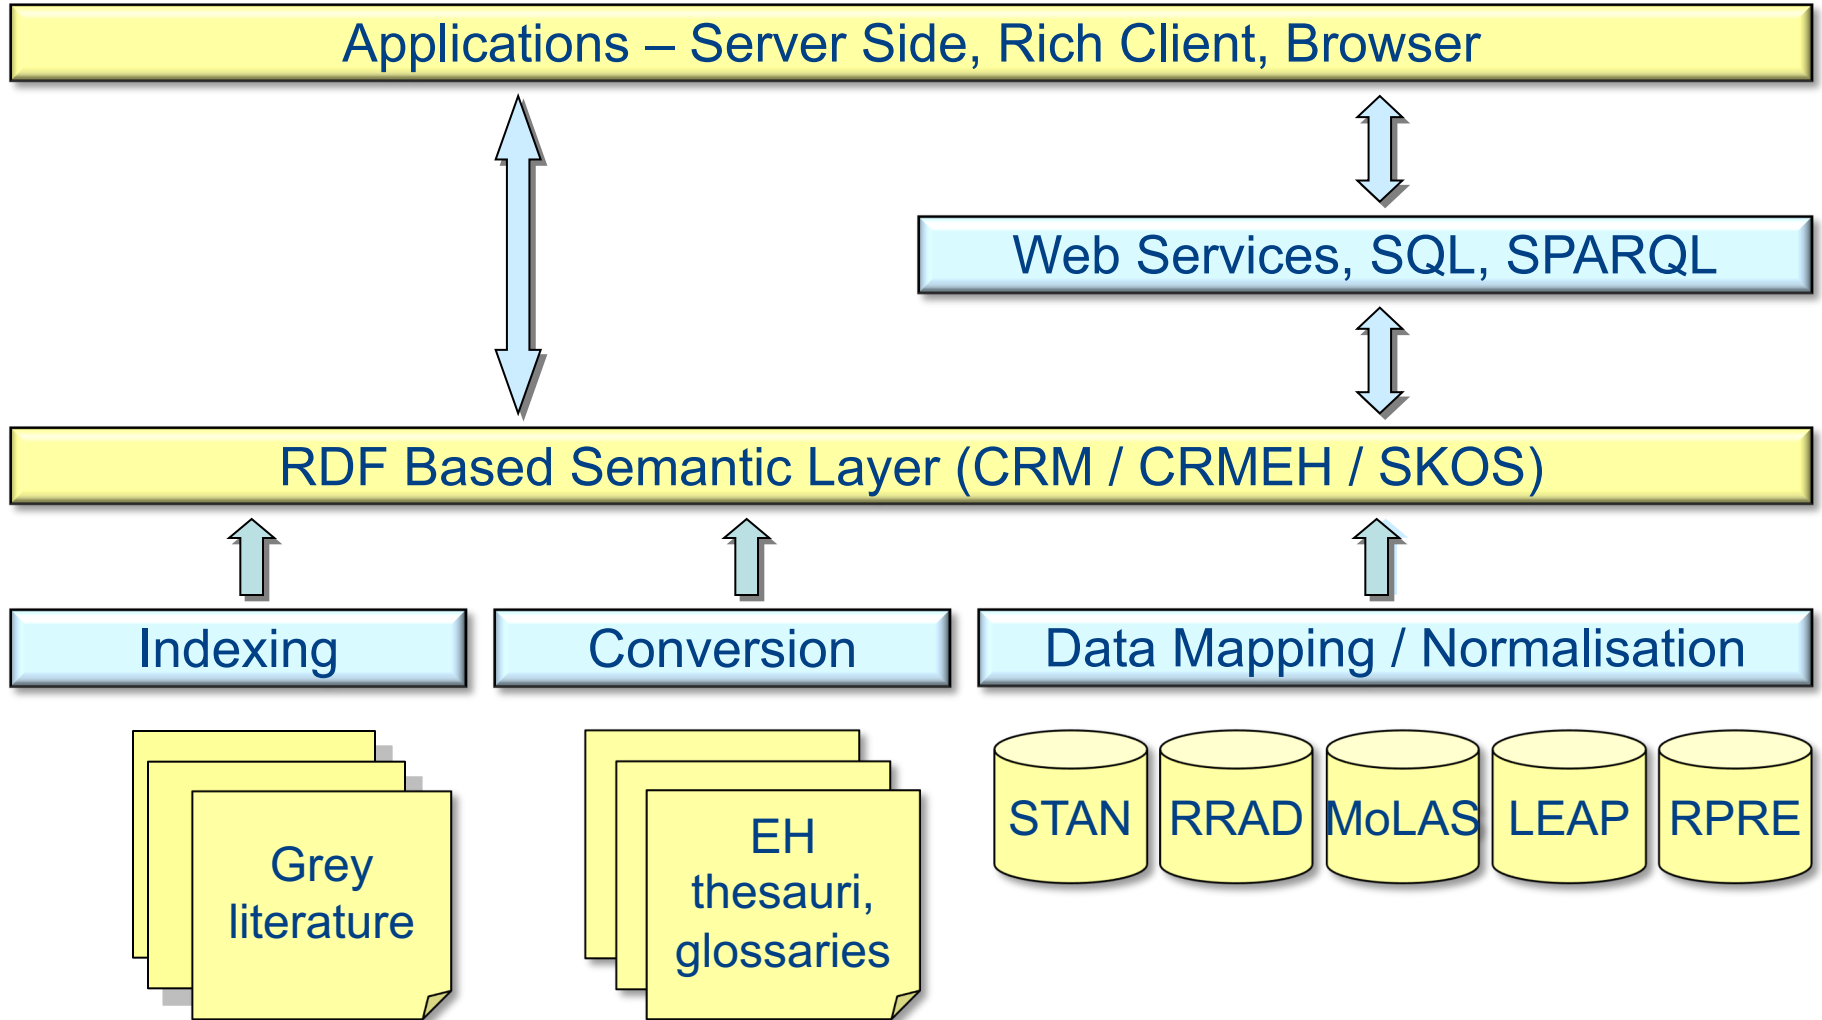 Applications – Server Side, Rich Client, Browser
Web Services, SQL, SPARQL
RDF Based Semantic Layer (CRM / CRMEH / SKOS)
Indexing
Conversion
Data Mapping / Normalisation
Grey
literature
EH
thesauri,
glossaries
STAN
RRAD
MoLAS
LEAP
RPRE